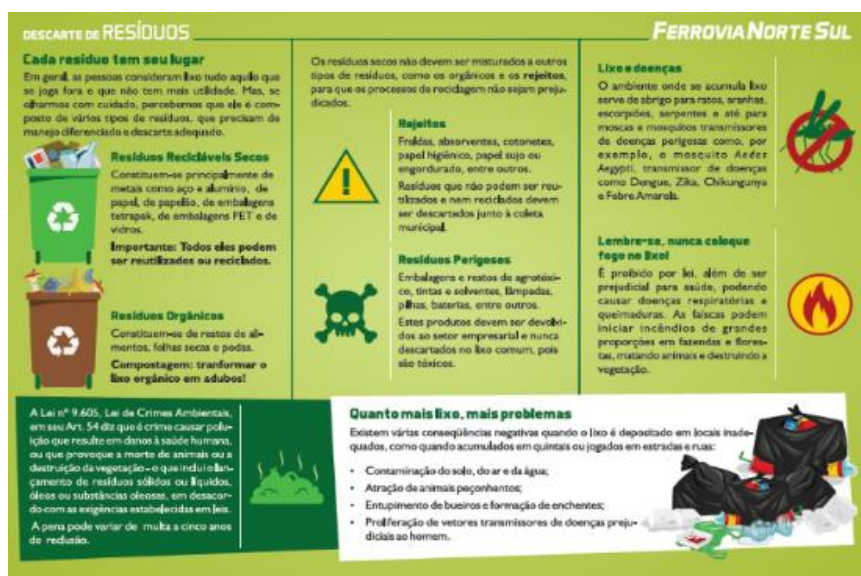 DESCARTE DE RESÍDUOS
FERROVIA NORTE SUL
Cada resíduo tem seu lugar
Em geral, as pessoas consideram lixo tudo aquilo que
se joga fora e que não tem mais utilidade. Mas, se
olharmos com cuidado, percebemos que ele é com-
posto de vários tipos de resíduos, que precisam de
manejo diferenciado e descarte adequado.
Resíduos Recicláveis Secos
Constituem-se principalmente de
metais como aço e alumínio, de
papel, de papelão, de embalagens
tetrapak, de embalagens PET e de
vidros.
Importante: Todos eles podem
ser reutilizados ou reciclados.
Resíduos Orgânicos
Constituem-se de restos de ali-
mentos, folhas secas e podas.
Compostagem: tranformar o
lixo orgânico em adubos!
Os resíduos secos não devem ser misturados a outros
tipos de resíduos, como os orgânicos e os rejeitos,
para que os processos de reciclagem não sejam preju-
dicados.
Rejeitos
Fraldas, absorventes, cotonetes,
papel higiênico, papel sujo ou
engordurado, entre outros.
Resíduos que não podem ser reu-
tilizados e nem reciclados devem
ser descartados junto à coleta
municipal.
Resíduos Perigosos
Embalagens e restos de agrotóxi-
co, tintas e solventes, lâmpadas,
pilhas, baterias, entre outros.
Estes produtos devem ser devolvi-
dos ao setor empresarial e nunca
descartados no lixo comum, pois
são tóxicos.
Lixo e doenças
O ambiente onde se acumula lixo
serve de abrigo para ratos, aranhas,
escorpiões, serpentes e até para
moscas e mosquitos transmissores
de doenças perigosas como, por
exemplo, o mosquito Aedes
Aegypti, transmissor de doenças
como Dengue, Zika, Chikungunya
e Febre Amarela.
Lembre-se, nunca coloque
fogo no lixo!
É proibido por lei, além de ser
prejudicial para saúde, podendo
causar doenças respiratórias e
queimaduras. As faíscas podem
iniciar incêndios de grandes
proporções em fazendas e flores-
tas, matando animais e destruindo a
vegetação.
A Lei nº 9.605, Lei de Crimes Ambientais,
em seu Art. 54 diz que é crime causar polu-
ição que resulte em danos à saúde humana,
ou que provoque a morte de animais ou a
destruição da vegetação – o que inclui o lan-
çamento de resíduos sólidos ou líquidos,
óleos ou substâncias oleosas, em desacor-
do com as exigências estabelecidas em leis.
A pena pode variar de multa a cinco anos
de reclusão.
Quanto mais lixo, mais problemas
Existem várias conseqüências negativas quando o lixo é depositado em locais inade-
quados, como quando acumulados em quintais ou jogados em estradas e ruas:
• Contaminação do solo, do ar e da água;
• Atração de animais peçonhentos;
• Entupimento de bueiros e formação de enchentes;
• Proliferação de vetores transmissores de doenças preju-
diciais ao homem.